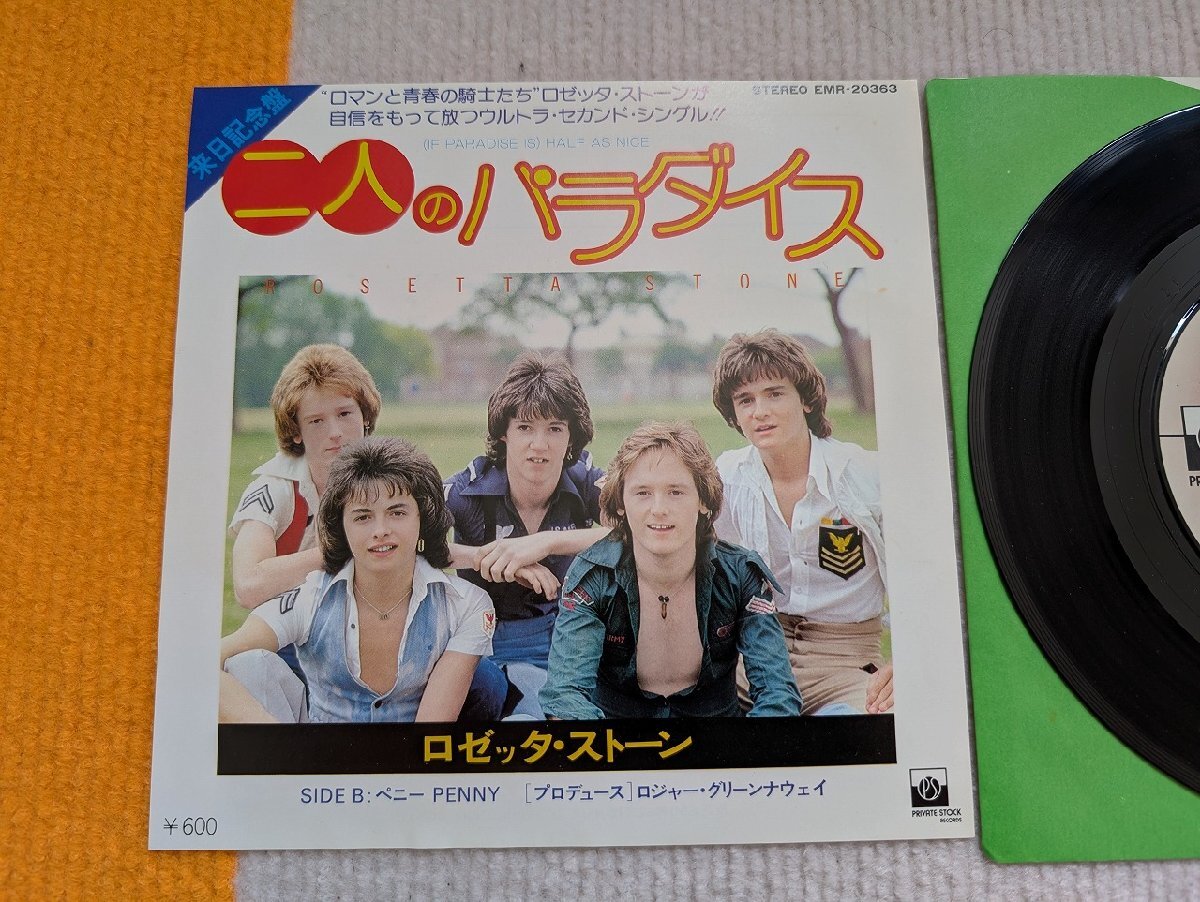 来日記念盤
"ロマンと青春の騎士たち"ロゼッタ・ストーンが
自信をもって放つウルトラ・セカンド・シングル!!
STEREO EMR-20363
(IF PARADISE IS) HALF AS NICE
二人のパラダイス
ROSETTA STONE
ロゼッタ・ストーン
SIDE B: ペニー PENNY [プロデュース]ロジャー・グリーンナウェイ
¥600
PS
PRIVATE STOCK
RECORDS